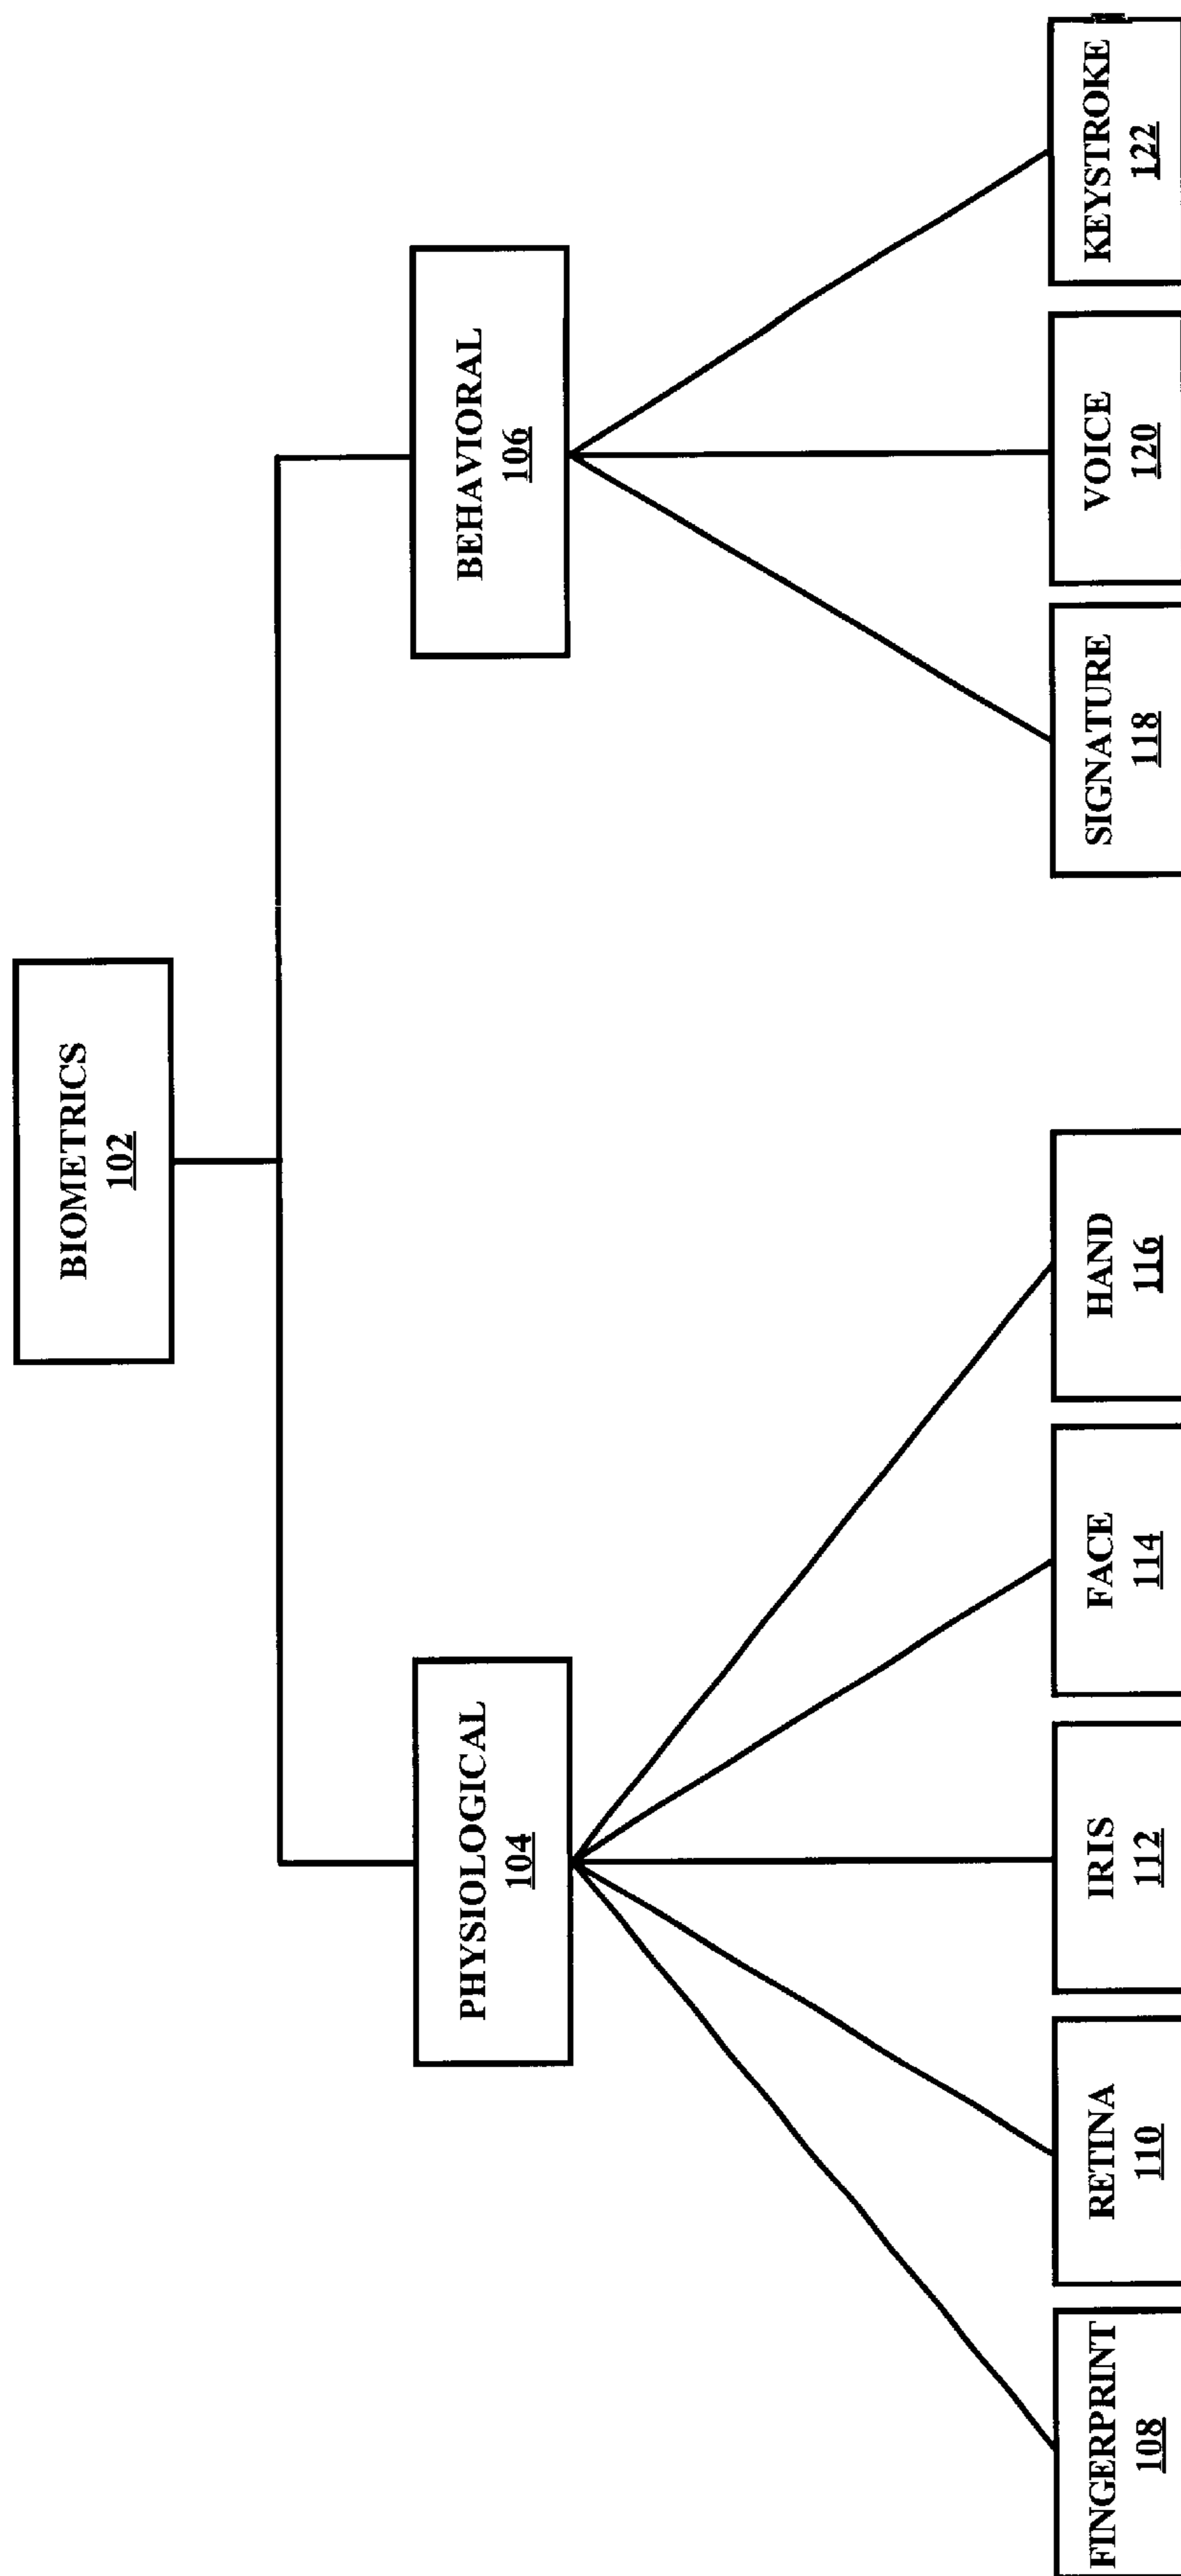 BIOMETRICS
102
PHYSIOLOGICAL
104
BEHAVIORAL
106
FINGERPRINT
108
RETINA
110
IRIS
112
FACE
114
HAND
116
SIGNATURE
118
VOICE
120
KEYSTROKE
122